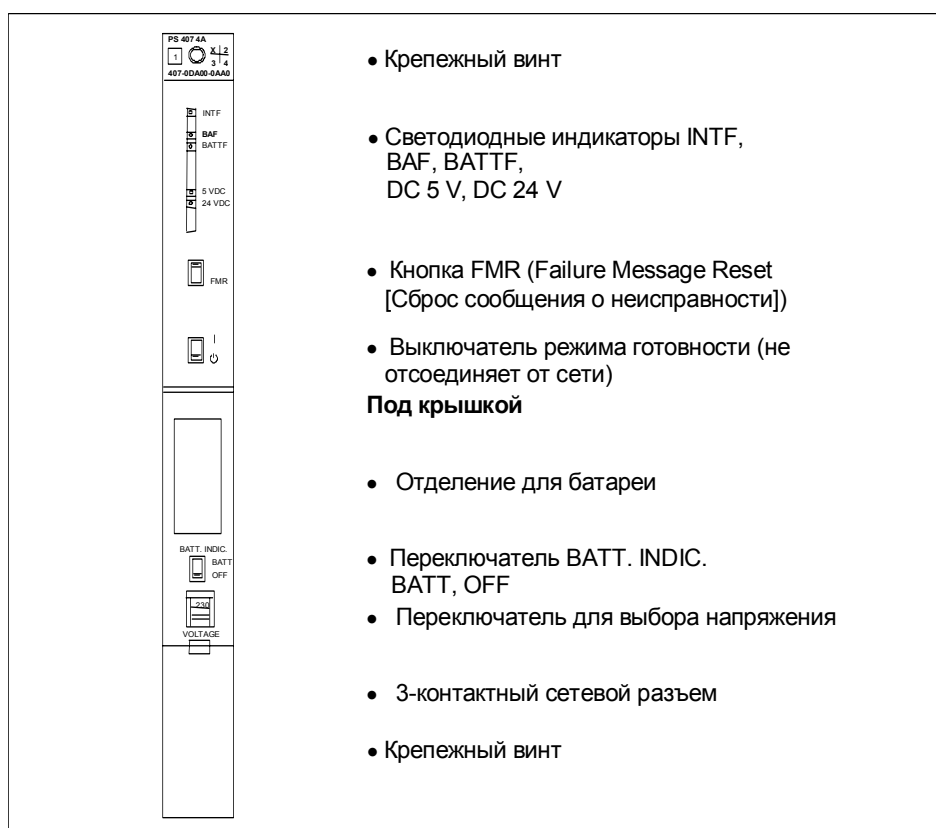 PS 407 4A
1
X 2
3 4
407-0DA00-0AA0
INTF
BAF
BATTF
5 VDC
24 VDC
FMR
I
BATT. INDIC.
BATT
OFF
230
VOLTAGE
• Крепежный винт
• Светодиодные индикаторы INTF,
BAF, BATTF,
DC 5 V, DC 24 V
• Кнопка FMR (Failure Message Reset
[Сброс сообщения о неисправности])
• Выключатель режима готовности (не
отсоединяет от сети)
Под крышкой
• Отделение для батареи
• Переключатель BATT. INDIC.
BATT, OFF
• Переключатель для выбора напряжения
• 3-контактный сетевой разъем
• Крепежный винт